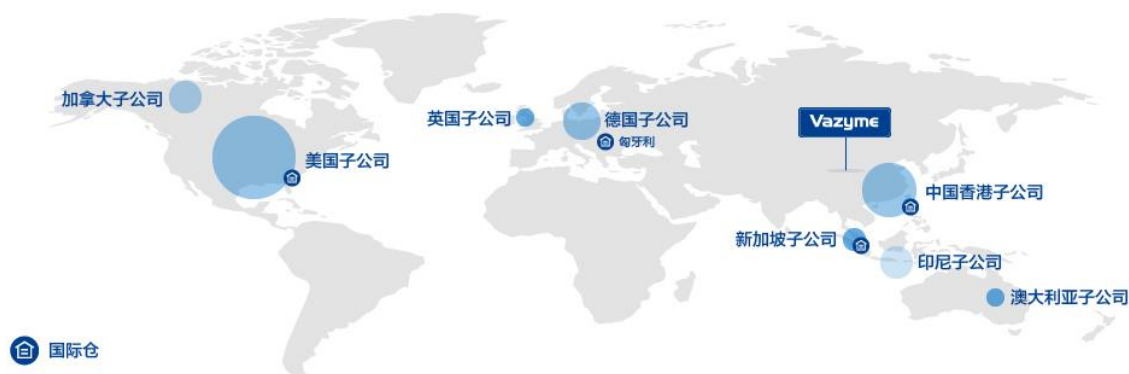 加拿大子公司
美国子公司
英国子公司
德国子公司
匈牙利
Vazyme
中国香港子公司
新加坡子公司
印尼子公司
澳大利亚子公司
国际仓